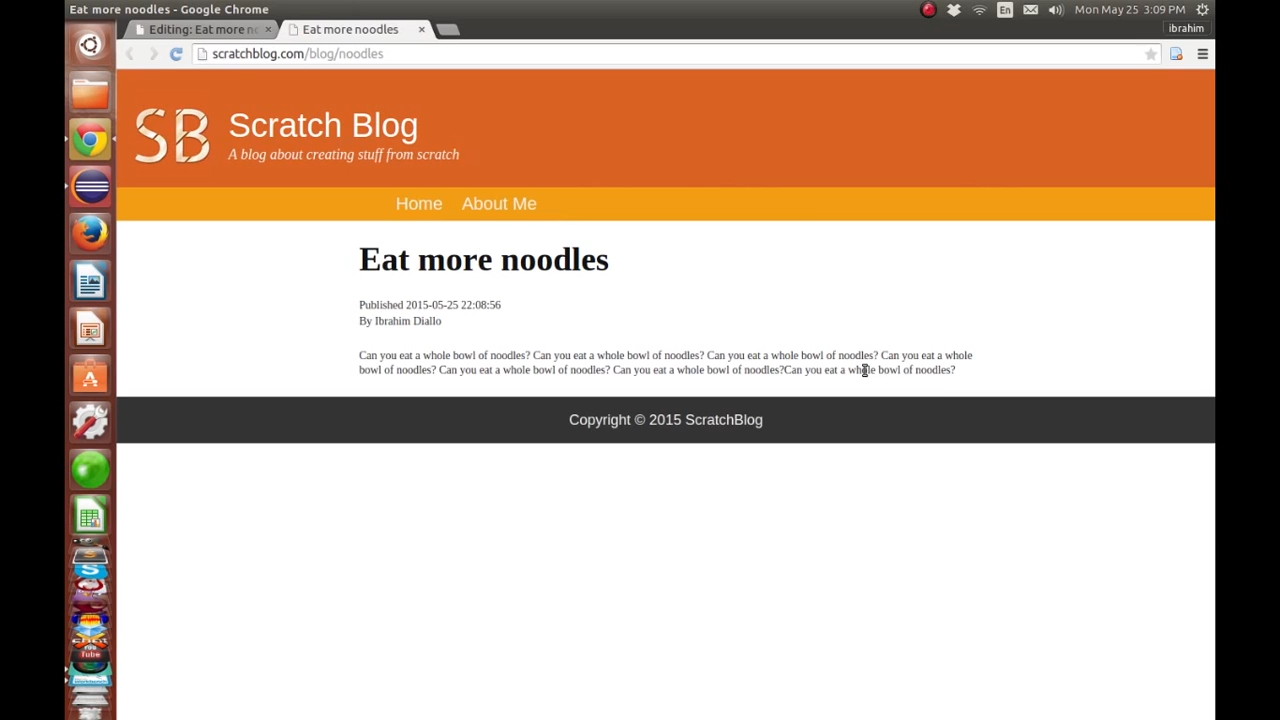 Eat more noodles - Google Chrome
En
Mon May 25 3:09 PM
Editing: Eat more no
Eat more noodles
ibrahim
scratchblog.com/blog/noodles
SB
Scratch Blog
A blog about creating stuff from scratch
Home About Me
Eat more noodles
Published 2015-05-25 22:08:56
By Ibrahim Diallo
Can you eat a whole bowl of noodles? Can you eat a whole bowl of noodles? Can you eat a whole bowl of noodles? Can you eat a whole
bowl of noodles? Can you eat a whole bowl of noodles? Can you eat a whole bowl of noodles?Can you eat a whole bowl of noodles?
Copyright © 2015 ScratchBlog
Tube